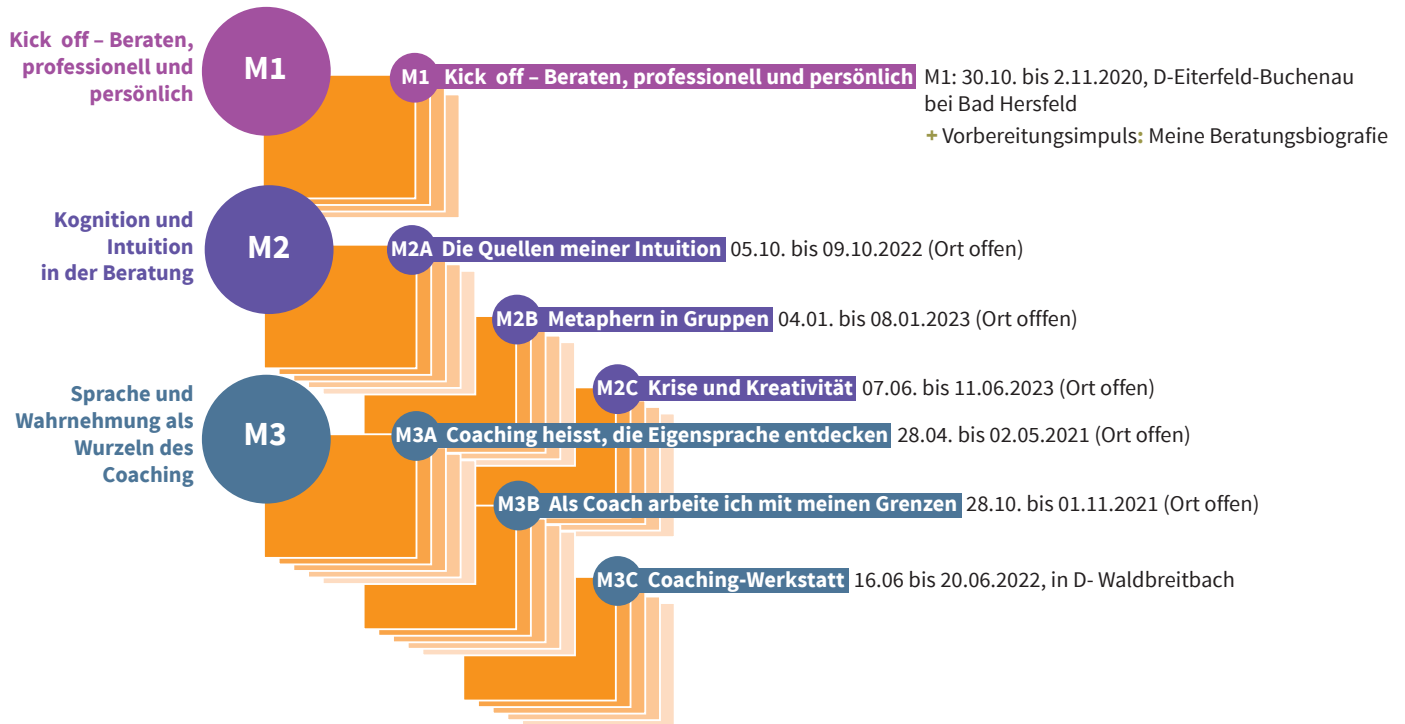 Kick off – Beraten,
professionell und
persönlich
M1
M1 Kick off – Beraten, professionell und persönlich M1: 30.10. bis 2.11.2020, D-Eiterfeld-Buchenau
bei Bad Hersfeld
+ Vorbereitungsimpuls: Meine Beratungsbiografie
Kognition und
Intuition
in der Beratung
M2
M2A Die Quellen meiner Intuition 05.10. bis 09.10.2022 (Ort offen)
M2B Metaphern in Gruppen 04.01. bis 08.01.2023 (Ort offfen)
M2C Krise und Kreativität 07.06. bis 11.06.2023 (Ort offen)
Sprache und
Wahrnehmung als
Wurzeln des
Coaching
M3
M3A Coaching heisst, die Eigensprache entdecken 28.04. bis 02.05.2021 (Ort offen)
M3B Als Coach arbeite ich mit meinen Grenzen 28.10. bis 01.11.2021 (Ort offen)
M3C Coaching-Werkstatt 16.06 bis 20.06.2022, in D- Waldbreitbach